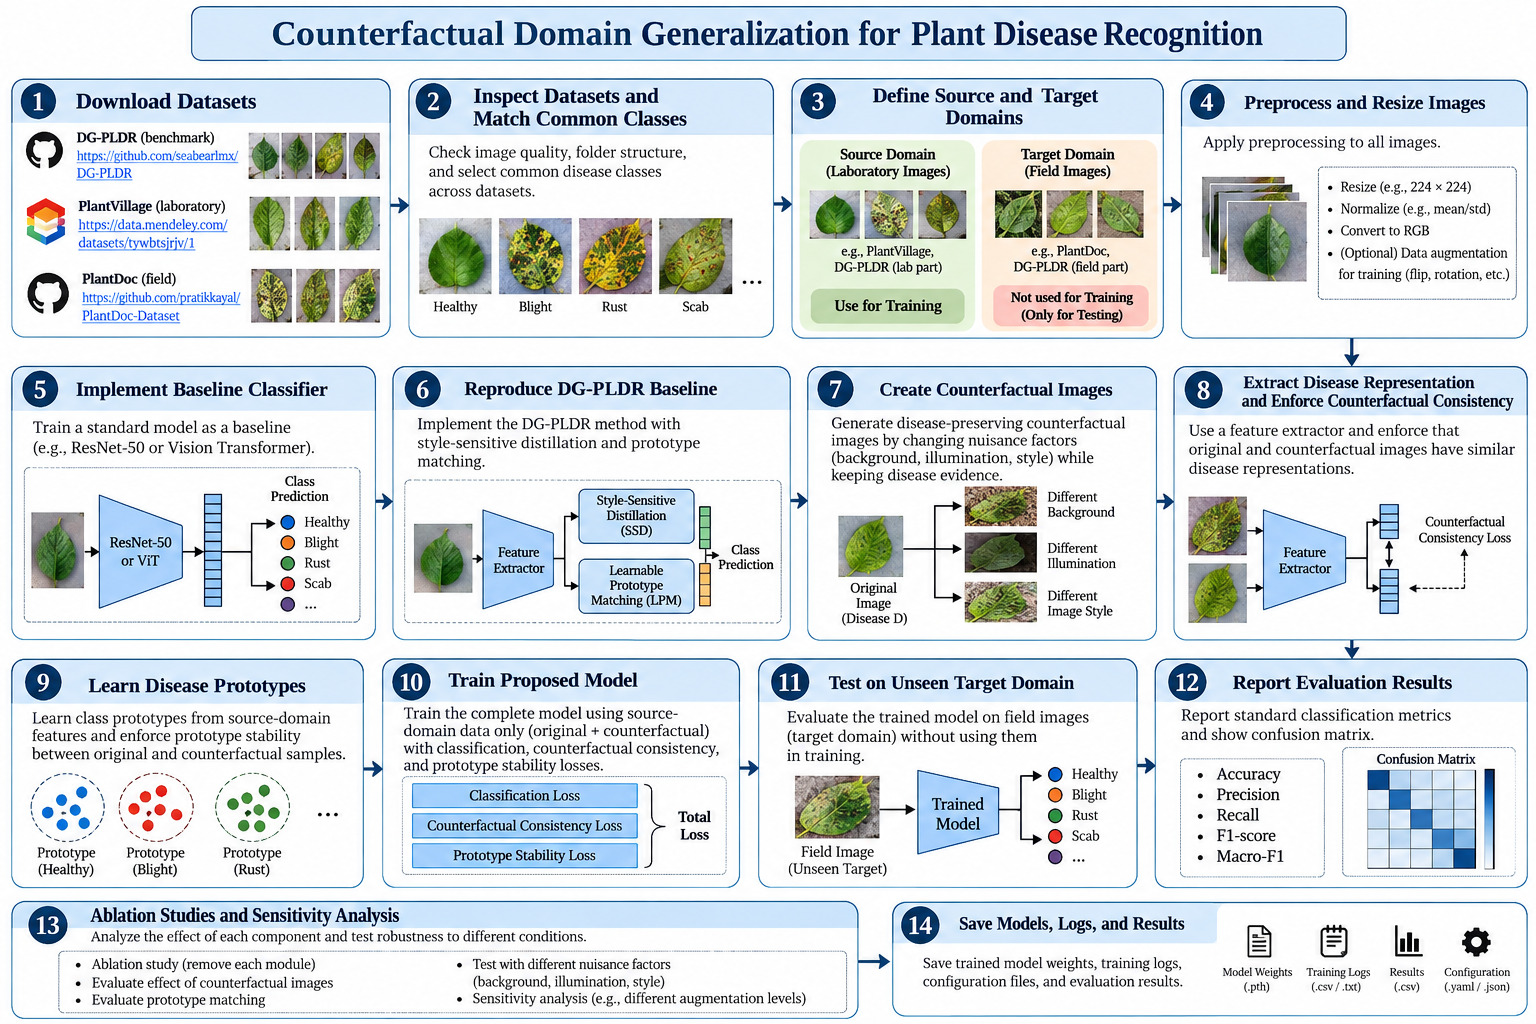 Counterfactual Domain Generalization for Plant Disease Recognition
1
Download Datasets
DG-PLDR (benchmark)
https://github.com/seabearlmx/
DG-PLDR
PlantVillage (laboratory)
https://data.mendeley.com/
datasets/tywbtsjrjv/1
PlantDoc (field)
https://github.com/pratikkayal/
PlantDoc-Dataset
2
Inspect Datasets and
Match Common Classes
Check image quality, folder structure,
and select common disease classes
across datasets.
Healthy
Blight
Rust
Scab
...
3
Define Source and Target
Domains
Source Domain
(Laboratory Images)
e.g., PlantVillage,
DG-PLDR (lab part)
Use for Training
Target Domain
(Field Images)
e.g., PlantDoc,
DG-PLDR (field part)
Not used for Training
(Only for Testing)
4
Preprocess and Resize Images
Apply preprocessing to all images.
• Resize (e.g., 224 × 224)
• Normalize (e.g., mean/std)
• Convert to RGB
• (Optional) Data augmentation
for training (flip, rotation, etc.)
5
Implement Baseline Classifier
Train a standard model as a baseline
(e.g., ResNet-50 or Vision Transformer).
ResNet-50
or ViT
Class
Prediction
Healthy
Blight
Rust
Scab
...
6
Reproduce DG-PLDR Baseline
Implement the DG-PLDR method with
style-sensitive distillation and prototype
matching.
Feature
Extractor
Style-Sensitive
Distillation
(SSD)
Learnable
Prototype
Matching (LPM)
Class
Prediction
7
Create Counterfactual Images
Generate disease-preserving counterfactual
images by changing nuisance factors
(background, illumination, style) while
keeping disease evidence.
Original
Image
(Disease D)
Different
Background
Different
Illumination
Different
Image Style
8
Extract Disease Representation
and Enforce Counterfactual Consistency
Use a feature extractor and enforce that
original and counterfactual images have similar
disease representations.
Feature
Extractor
Counterfactual
Consistency Loss
9
Learn Disease Prototypes
Learn class prototypes from source-domain
features and enforce prototype stability
between original and counterfactual samples.
Prototype
(Healthy)
Prototype
(Blight)
Prototype
(Rust)
...
10
Train Proposed Model
Train the complete model using source-
domain data only (original + counterfactual)
with classification, counterfactual consistency,
and prototype stability losses.
Classification Loss
Counterfactual Consistency Loss
Prototype Stability Loss
Total
Loss
11
Test on Unseen Target Domain
Evaluate the trained model on field images
(target domain) without using them
in training.
Field Image
(Unseen Target)
Trained
Model
Healthy
Blight
Rust
Scab
...
12
Report Evaluation Results
Report standard classification metrics
and show confusion matrix.
• Accuracy
• Precision
• Recall
• F1-score
• Macro-F1
Confusion Matrix
13
Ablation Studies and Sensitivity Analysis
Analyze the effect of each component and test robustness to different conditions.
• Ablation study (remove each module)
• Evaluate effect of counterfactual images
• Evaluate prototype matching
• Test with different nuisance factors
(background, illumination, style)
• Sensitivity analysis (e.g., different augmentation levels)
14
Save Models, Logs, and Results
Save trained model weights, training logs,
configuration files, and evaluation results.
Model Weights
(.pth)
Training Logs
(.csv / .txt)
Results
(.csv)
Configuration
(.yaml / .json)